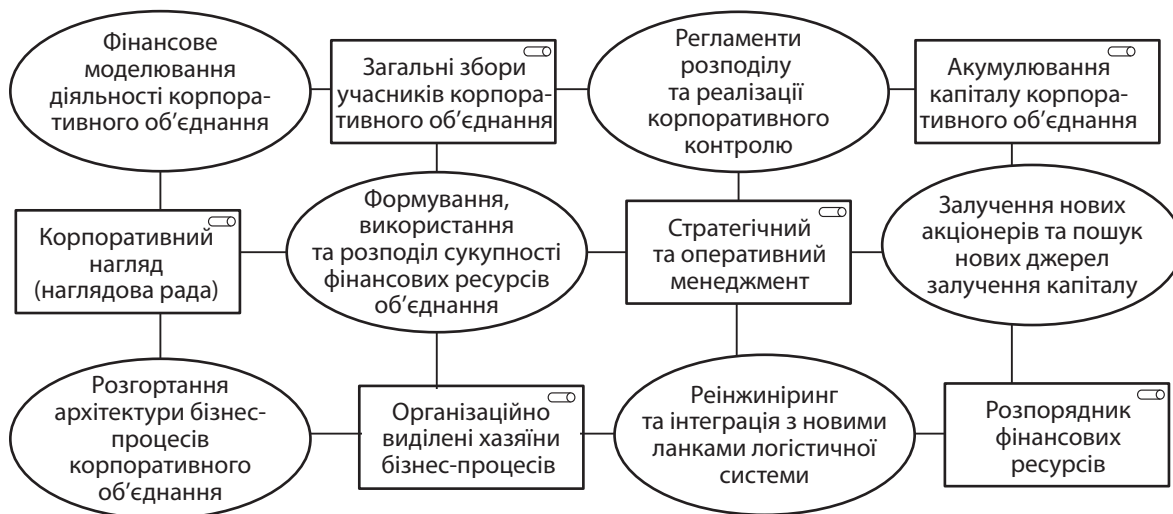 Фінансове
моделювання
діяльності корпора-
тивного об’єднання
Загальні збори
учасників корпора-
тивного об’єднання
Регламенти
розподілу
та реалізації
корпоративного
контролю
Акумулювання
капіталу корпо-
ративного об’єднання
Корпоративний
нагляд
(наглядова рада)
Формування,
використання
та розподіл сукупності
фінансових ресурсів
об’єднання
Стратегічний
та оперативний
менеджмент
Залучення нових
акціонерів та пошук
нових джерел
залучення капіталу
Розгортання
архітектури бізнес-
процесів
корпоративного
об’єднання
Організаційно
виділені хазяїни
бізнес-процесів
Реінжиніринг
та інтеграція з новими
ланками логістичної
системи
Розпорядник
фінансових
ресурсів